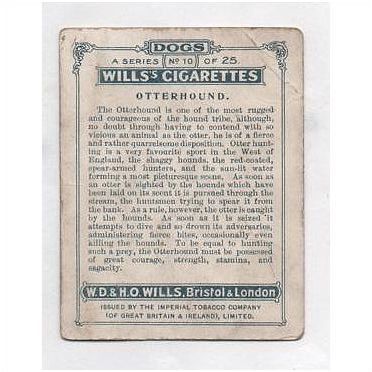 DOGS
A SERIES Nº 10 OF 25
WILLS'S CIGARETTES
OTTERHOUND.
The Otterhound is one of the most rugged
and courageous of the hound tribe, although,
no doubt through having to contend with so
vicious an animal as the otter, he is of a fierce
and rather quarrelsome disposition. Otter hunt-
ing is a very favourite sport in the West of
England, the shaggy hounds, the red-coated,
spear-armed hunters, and the sun-lit water
forming a most picturesque scene. As soon as
an otter is sighted by the hounds which have
been laid on its scent it is pursued through the
stream, the huntsmen trying to spear it from
the bank. As a rule, however, the otter is caught
by the hounds. As soon as it is seized it
attempts to dive and so drown its adversaries,
administering fierce bites, occasionally even
killing the hounds. To be equal to hunting
such a prey, the Otterhound must be possessed
of great courage, strength, stamina, and
sagacity.
W.D. & H.O. WILLS, Bristol & London
ISSUED BY THE IMPERIAL TOBACCO COMPANY
(OF GREAT BRITAIN & IRELAND), LIMITED.